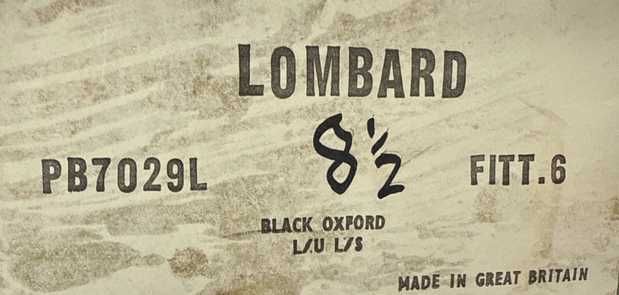 LOMBARD
PB7029L 8½ FITT.6
BLACK OXFORD
L/U L/S
MADE IN GREAT BRITAIN